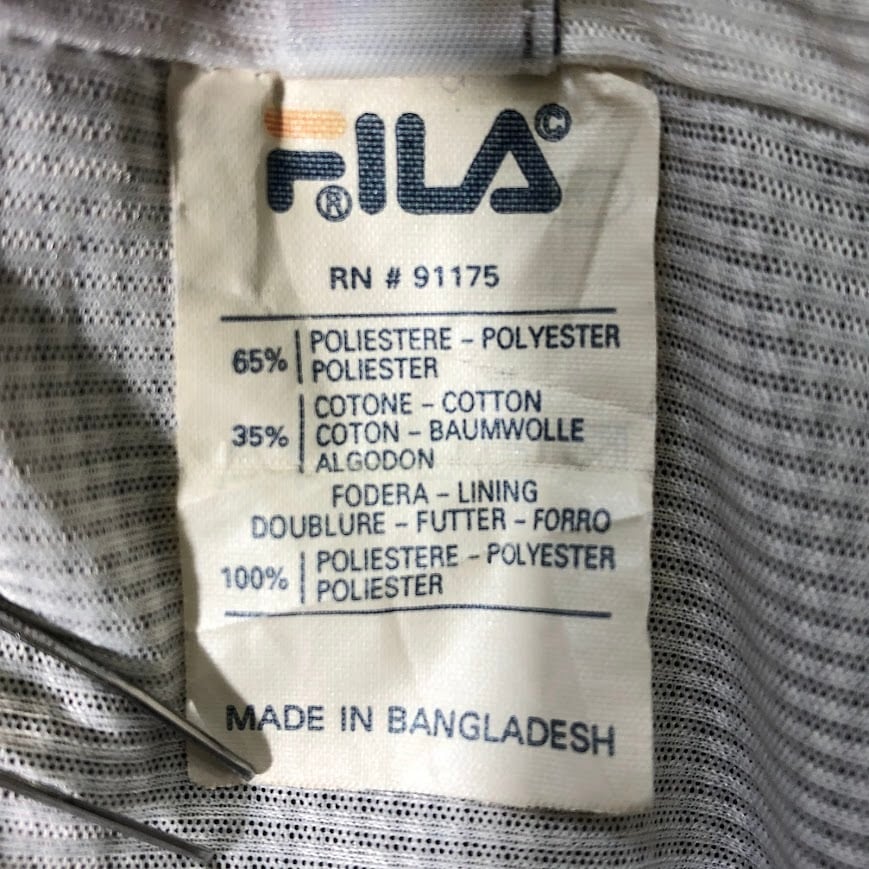 FILA®©
RN # 91175
65% POLIESTERE - POLYESTER
POLIESTER
COTONE - COTTON
35% COTON - BAUMWOLLE
ALGODON
FODERA - LINING
DOUBLURE - FUTTER - FORRO
100% POLIESTERE - POLYESTER
POLIESTER
MADE IN BANGLADESH